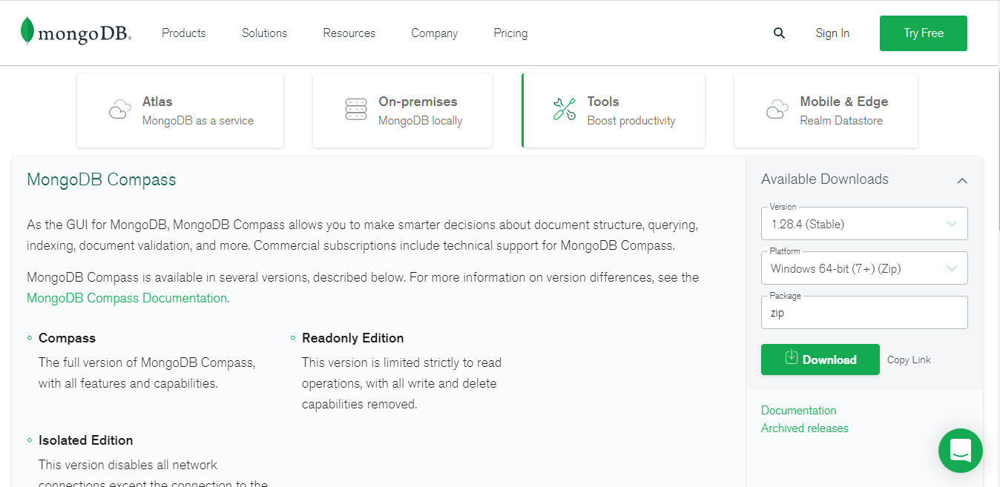 mongoDB.
Products
Solutions
Resources
Company
Pricing
Sign In
Try Free
Atlas
MongoDB as a service
On-premises
MongoDB locally
Tools
Boost productivity
Mobile & Edge
Realm Datastore
MongoDB Compass
As the GUI for MongoDB, MongoDB Compass allows you to make smarter decisions about document structure, querying,
indexing, document validation, and more. Commercial subscriptions include technical support for MongoDB Compass.
MongoDB Compass is available in several versions, described below. For more information on version differences, see the
MongoDB Compass Documentation.
Compass
The full version of MongoDB Compass,
with all features and capabilities.
Readonly Edition
This version is limited strictly to read
operations, with all write and delete
capabilities removed.
Isolated Edition
This version disables all network
connections except the connection to the
Available Downloads
Version
1.28.4 (Stable)
Platform
Windows 64-bit (7+) (Zip)
Package
zip
Download
Copy Link
Documentation
Archived releases